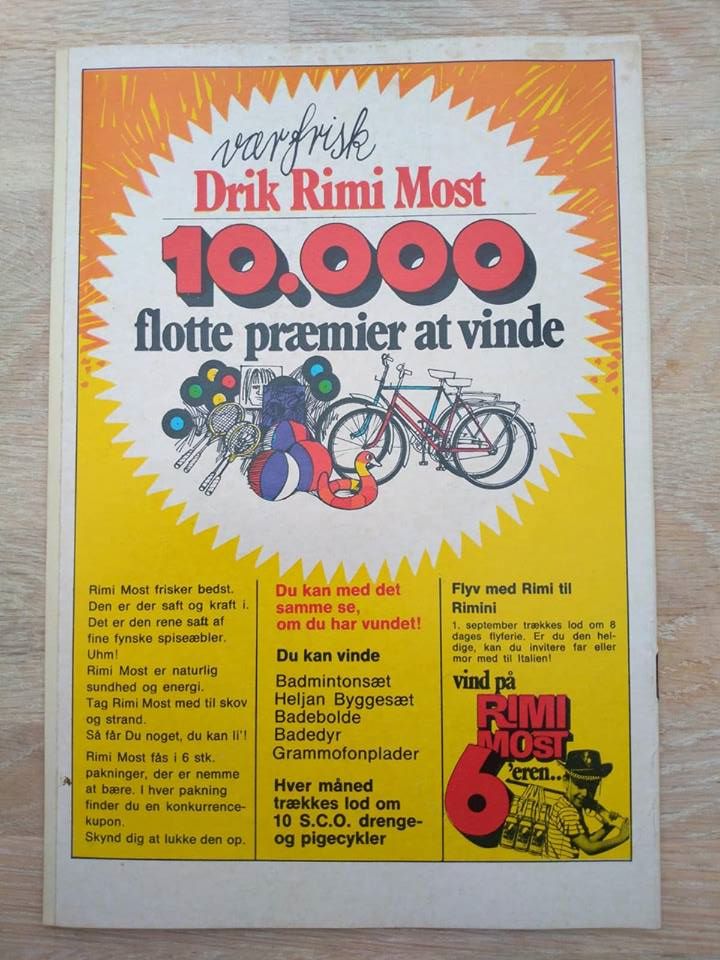 vær frisk
Drik Rimi Most
10.000
flotte præmier at vinde
Rimi Most frisker bedst.
Den er der saft og kraft i.
Det er den rene saft af
fine fynske spiseæbler.
Uhm!
Rimi Most er naturlig
sundhed og energi.
Tag Rimi Most med til skov
og strand.
Så får Du noget, du kan li'!
Rimi Most fås i 6 stk.
pakninger, der er nemme
at bære. I hver pakning
finder du en konkurrence-
kupon.
Skynd dig at lukke den op.
Du kan med det
samme se,
om du har vundet!
Du kan vinde
Badmintonsæt
Heljan Byggesæt
Badebolde
Badedyr
Grammofonplader
Hver måned
trækkes lod om
10 S.C.O. drenge-
og pigecykler
Flyv med Rimi til
Rimini
1. september trækkes lod om 8
dages flyferie. Er du den hel-
dige, kan du invitere far eller
mor med til Italien!
vind på
RIMI
MOST
6'eren..